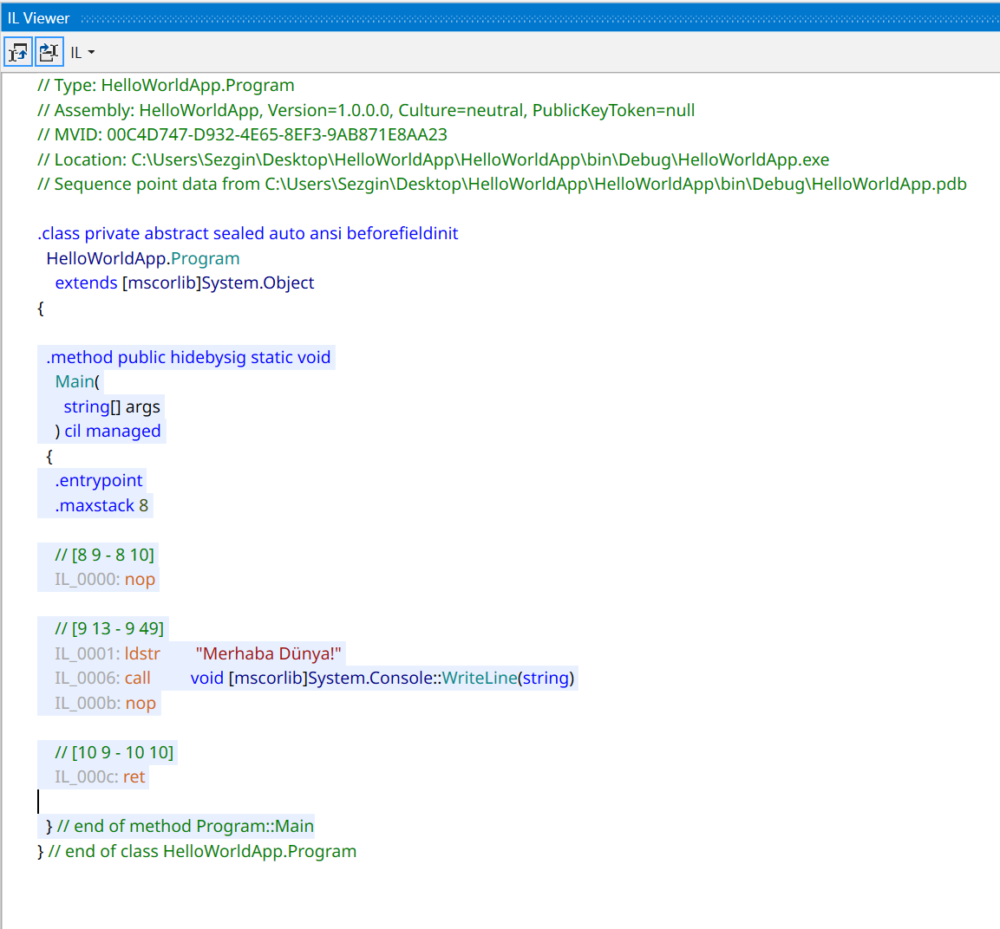 IL Viewer
IL
// Type: HelloWorldApp.Program
// Assembly: HelloWorldApp, Version=1.0.0.0, Culture=neutral, PublicKeyToken=null
// MVID: 00C4D747-D932-4E65-8EF3-9AB871E8AA23
// Location: C:\Users\Sezgin\Desktop\HelloWorldApp\HelloWorldApp\bin\Debug\HelloWorldApp.exe
// Sequence point data from C:\Users\Sezgin\Desktop\HelloWorldApp\HelloWorldApp\bin\Debug\HelloWorldApp.pdb
.class private abstract sealed auto ansi beforefieldinit
HelloWorldApp.Program
extends [mscorlib]System.Object
{
.method public hidebysig static void
Main(
string[] args
) cil managed
{
.entrypoint
.maxstack 8
// [8 9 - 8 10]
IL_0000: nop
// [9 13 - 9 49]
IL_0001: ldstr "Merhaba Dünya!"
IL_0006: call void [mscorlib]System.Console::WriteLine(string)
IL_000b: nop
// [10 9 - 10 10]
IL_000c: ret
} // end of method Program::Main
} // end of class HelloWorldApp.Program